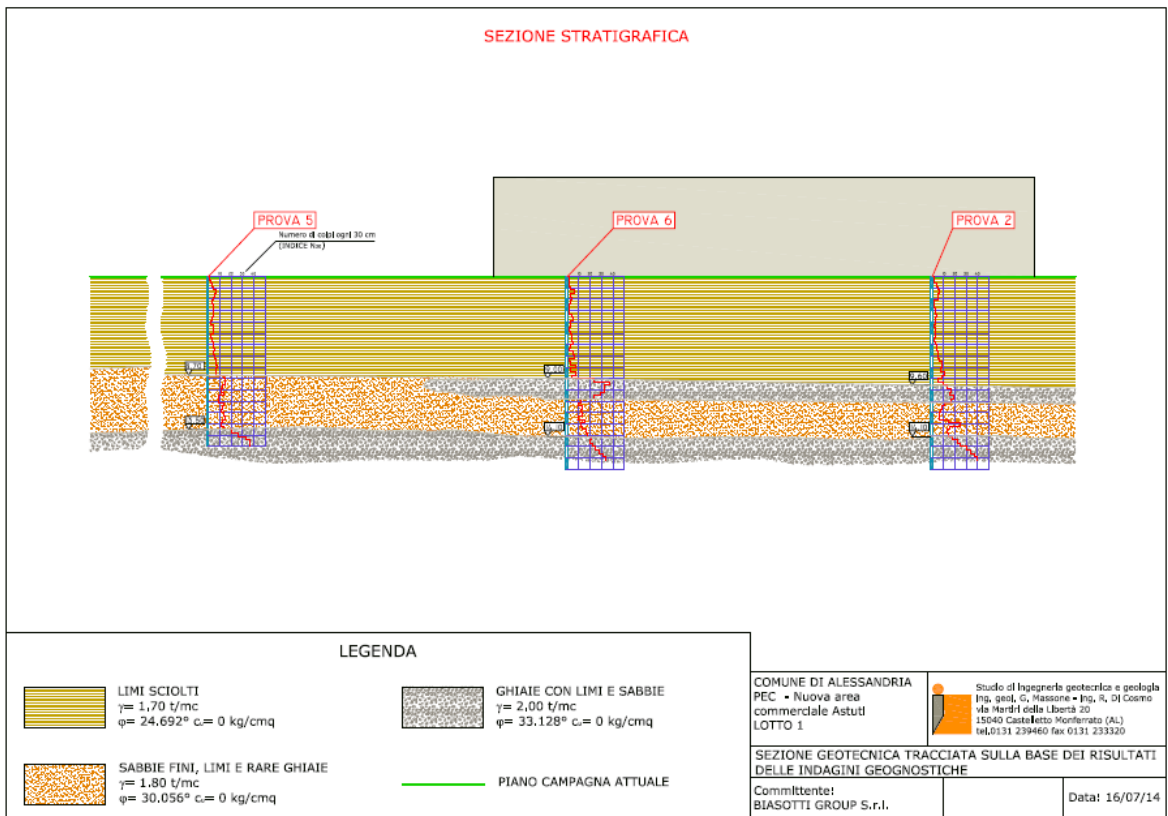 SEZIONE STRATIGRAFICA
PROVA 5
PROVA 6
PROVA 2
Numero di colpi ogni 30 cm
(INDICE
9.60
LEGENDA
LIMI SCIOLTI
γ= 1,70 t/mc
φ= 24.692° c.= 0 kg/cmq
SABBIE FINI, LIMI E RARE GHIAIE
γ= 1.80 t/mc
φ= 30.056° c.= 0 kg/cmq
GHIAIE CON LIMI E SABBIE
γ= 2,00 t/mc
φ= 33.128° c.= 0 kg/cmq
PIANO CAMPAGNA ATTUALE
COMUNE DI ALESSANDRIA
PEC - Nuova area
commerciale Astuti
LOTTO 1
Studio di ingegneria geotecnica e geologia
ing. geol. G. Massone - ing. R. Di Cosmo
via Martiri della Libertà 20
15040 Castelletto Monferrato (AL)
tel.0131 239460 fax 0131 233320
SEZIONE GEOTECNICA TRACCIATA SULLA BASE DEI RISULTATI
DELLE INDAGINI GEOGNOSTICHE
Committente:
BIASOTTI GROUP S.r.l.
Data: 16/07/14